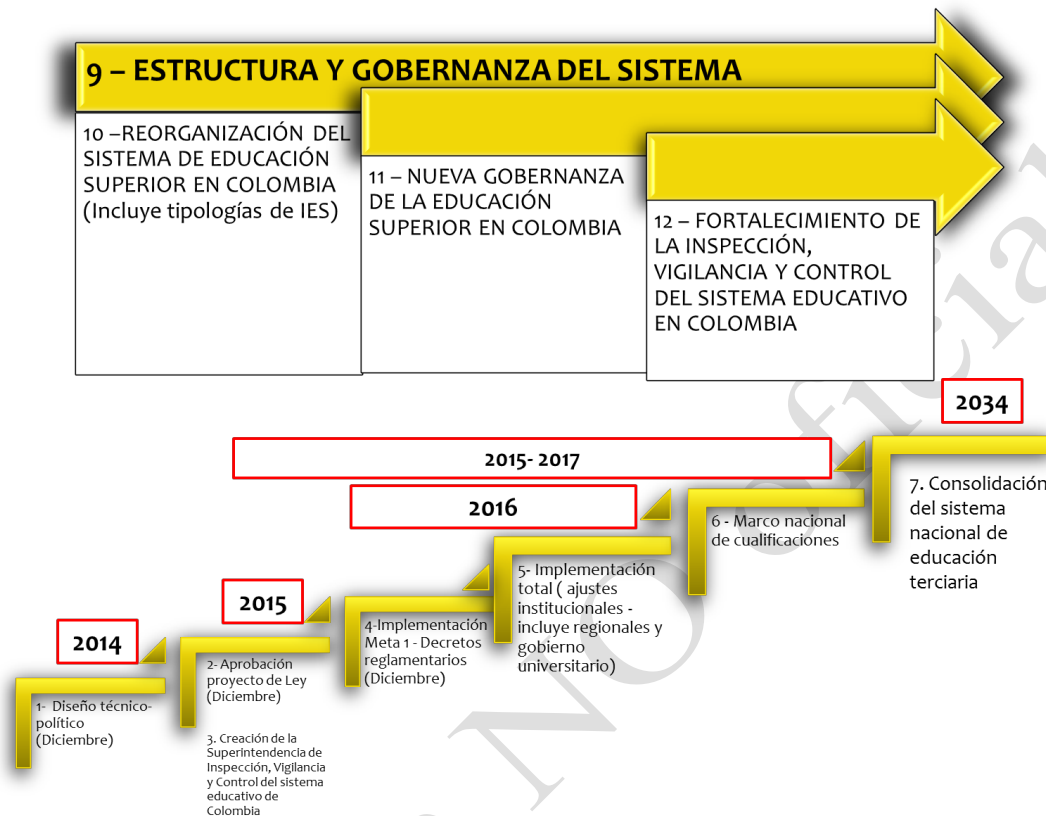 9 – ESTRUCTURA Y GOBERNANZA DEL SISTEMA
10 –REORGANIZACIÓN DEL
SISTEMA DE EDUCACIÓN
SUPERIOR EN COLOMBIA
(Incluye tipologías de IES)
11 – NUEVA GOBERNANZA
DE LA EDUCACIÓN
SUPERIOR EN COLOMBIA
12 – FORTALECIMIENTO DE
LA INSPECCIÓN,
VIGILANCIA Y CONTROL
DEL SISTEMA EDUCATIVO
EN COLOMBIA
2034
2015- 2017
2016
2015
2014
1- Diseño técnico-
político
(Diciembre)
2- Aprobación
proyecto de Ley
(Diciembre)
3. Creación de la
Superintendencia de
Inspección, Vigilancia
y Control del sistema
educativo de
Colombia
4-Implementación
Meta 1 - Decretos
reglamentarios
(Diciembre)
5- Implementación
total ( ajustes
institucionales -
incluye regionales y
gobierno
universitario)
6 - Marco nacional
de cualificaciones
7. Consolidación
del sistema
nacional de
educación
terciaria
NO oficial